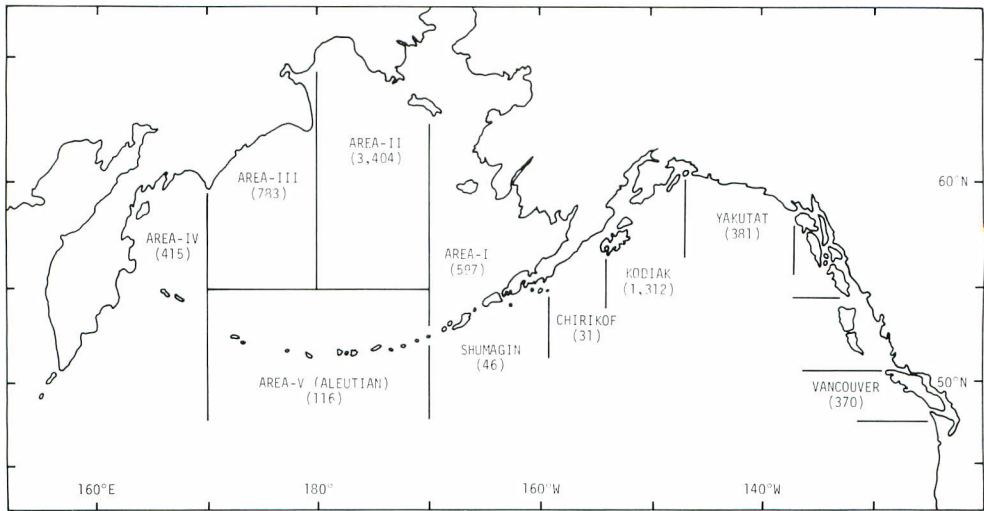 AREA-II
(3,404)
AREA-III
(783)
60°N
YAKUTAT
(381)
AREA-IV
(415)
AREA-I
(597)
KODIAK
(1,312)
CHIRIKOF
(31)
SHUMAGIN
(46)
AREA-V (ALEUTIAN)
(116)
50°N
VANCOUVER
(370)
160°E
180°
160°W
140°W